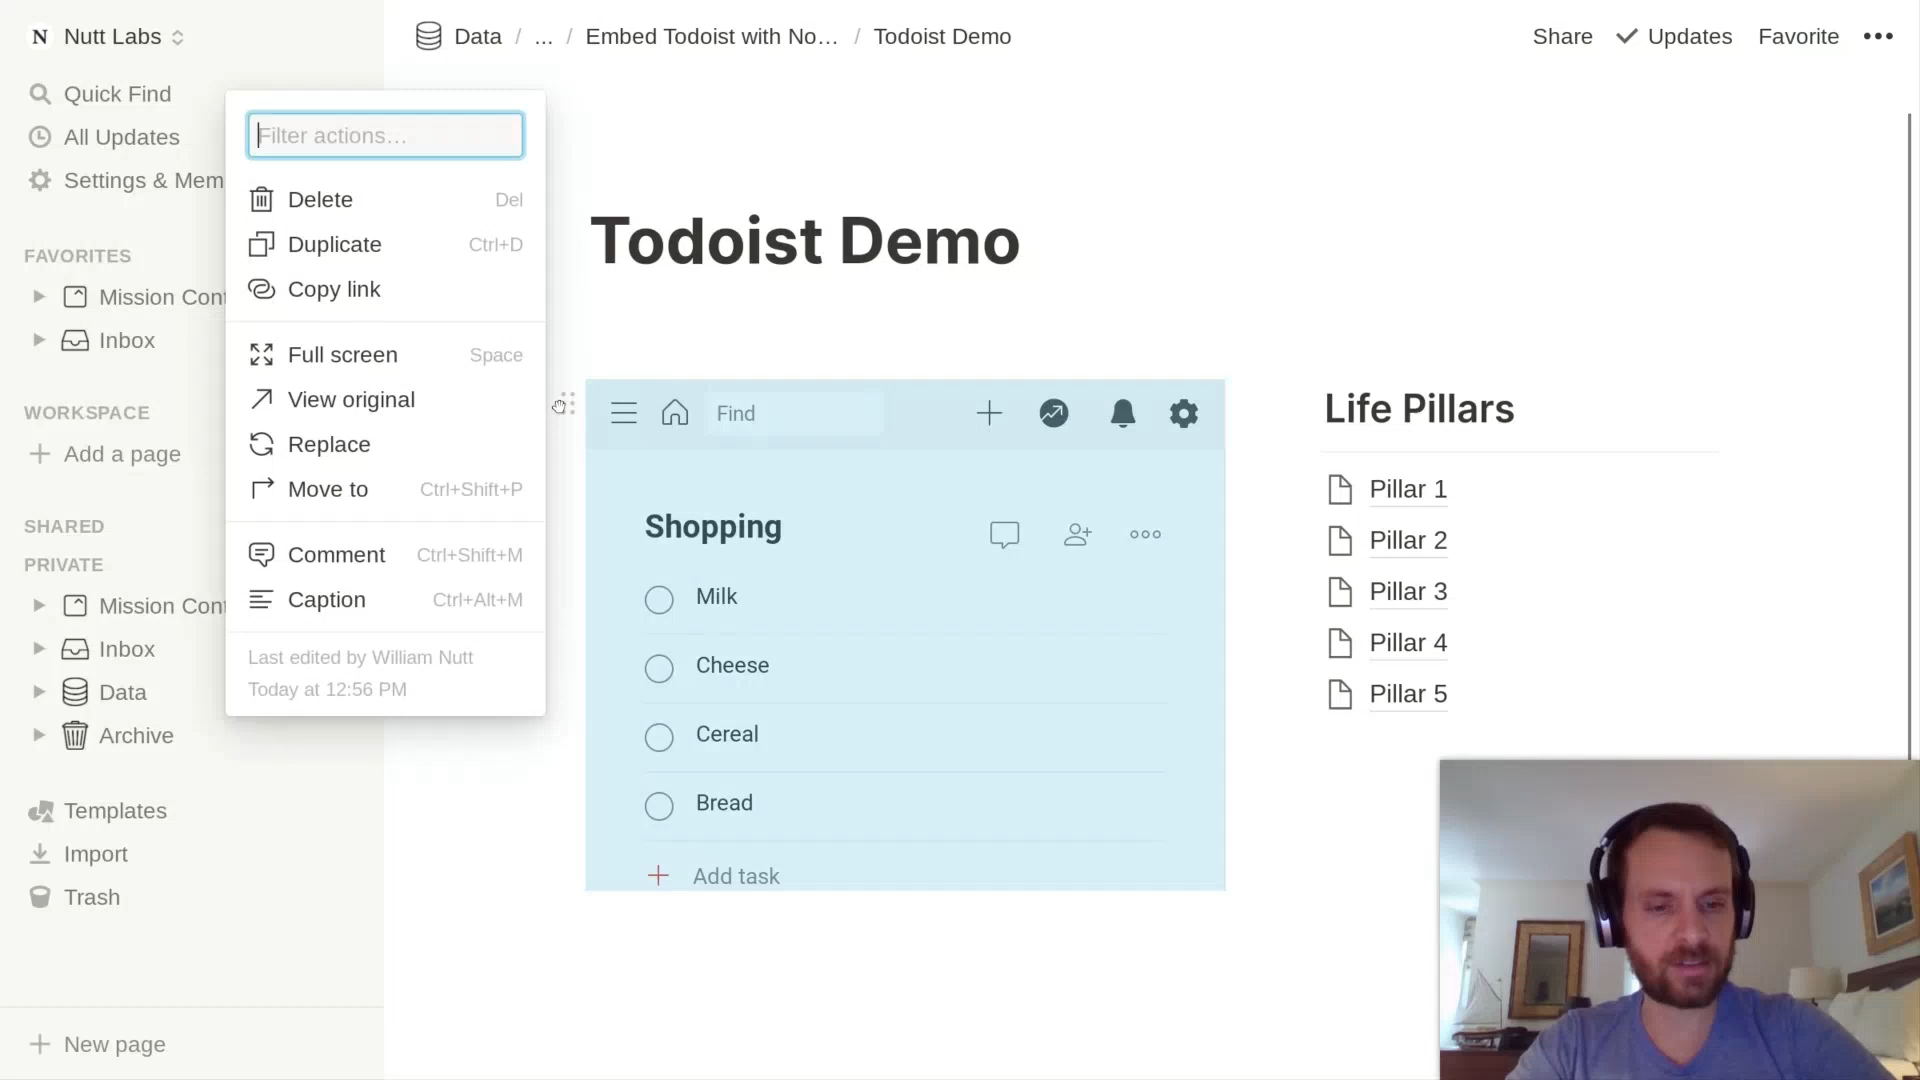 N Nutt Labs
Quick Find
All Updates
Settings & Mem
FAVORITES
Mission Cont
Inbox
WORKSPACE
Add a page
SHARED
PRIVATE
Mission Cont
Inbox
Data
Archive
Templates
Import
Trash
New page
Filter actions…
Delete Del
Duplicate Ctrl+D
Copy link
Full screen Space
View original
Replace
Move to Ctrl+Shift+P
Comment Ctrl+Shift+M
Caption Ctrl+Alt+M
Last edited by William Nutt
Today at 12:56 PM
Data / ... / Embed Todoist with No… / Todoist Demo
Share Updates Favorite
Todoist Demo
Find
Shopping
Milk
Cheese
Cereal
Bread
Add task
Life Pillars
Pillar 1
Pillar 2
Pillar 3
Pillar 4
Pillar 5